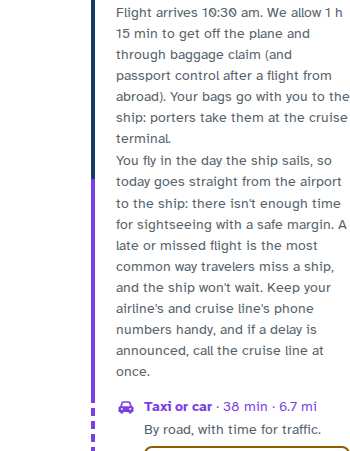 Flight arrives 10:30 am. We allow 1 h
15 min to get off the plane and
through baggage claim (and
passport control after a flight from
abroad). Your bags go with you to the
ship: porters take them at the cruise
terminal.
You fly in the day the ship sails, so
today goes straight from the airport
to the ship: there isn't enough time
for sightseeing with a safe margin. A
late or missed flight is the most
common way travelers miss a ship,
and the ship won't wait. Keep your
airline's and cruise line's phone
numbers handy, and if a delay is
announced, call the cruise line at
once.
Taxi or car · 38 min · 6.7 mi
By road, with time for traffic.